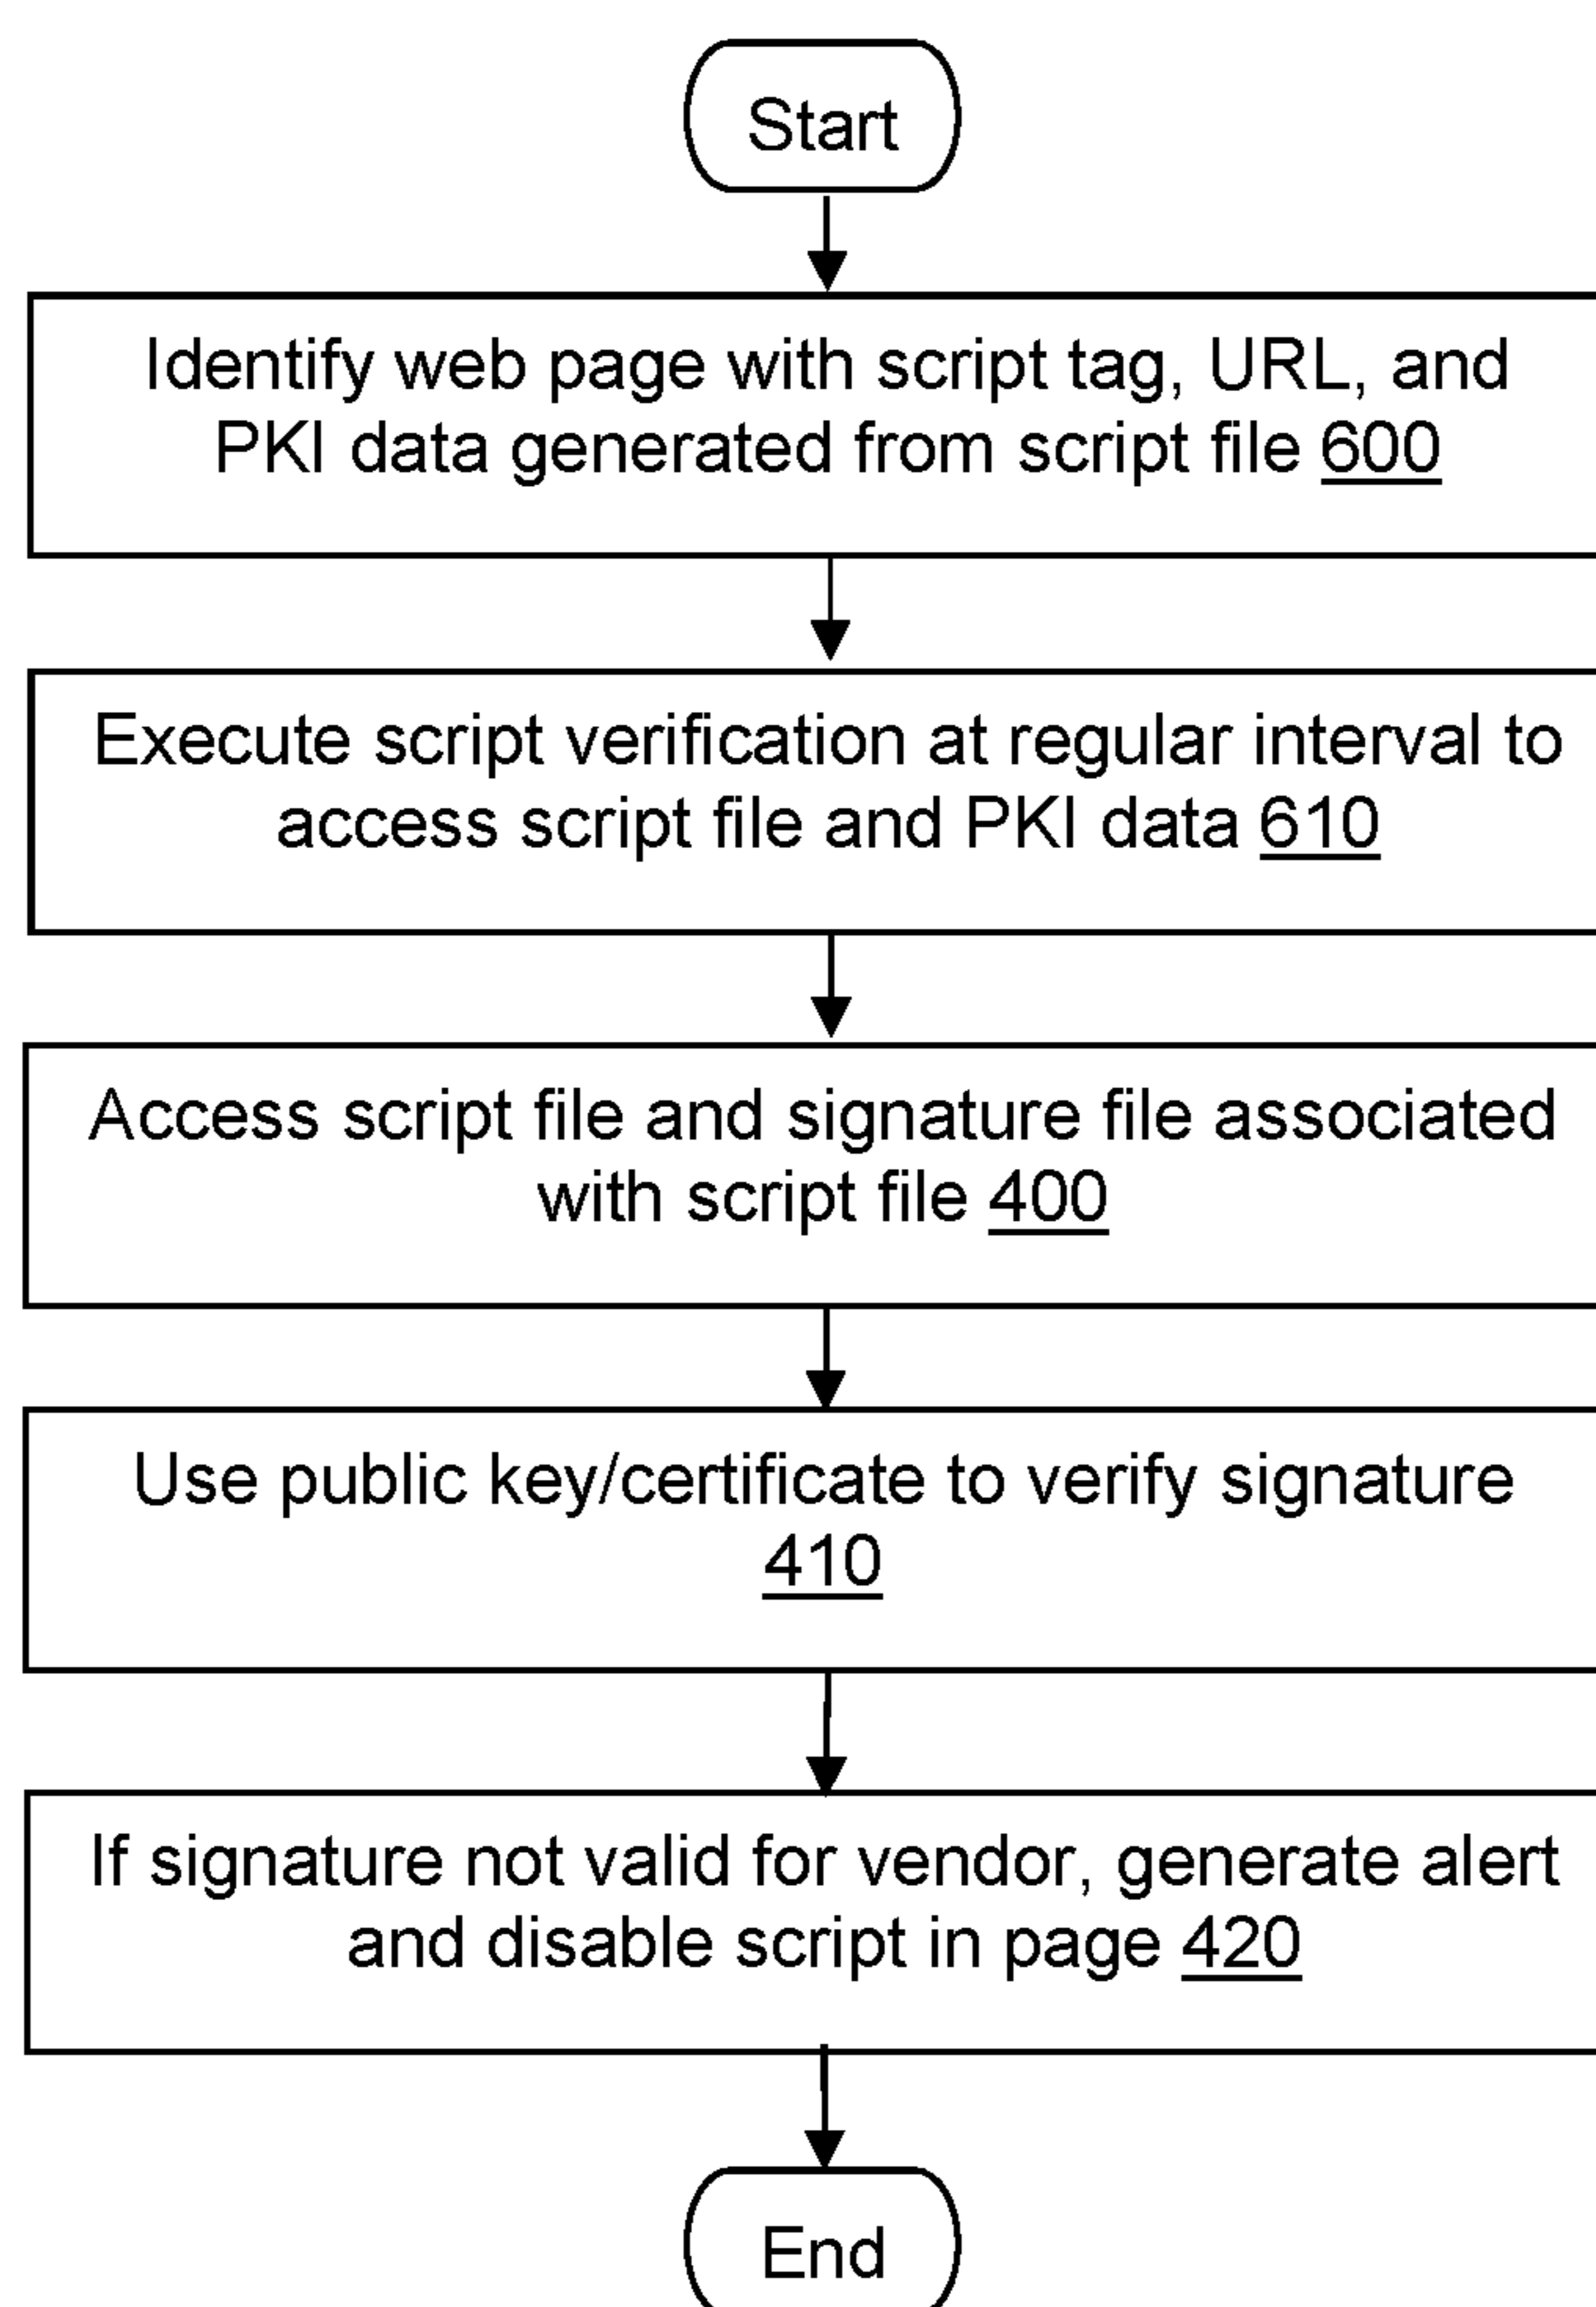 Start
Identify web page with script tag, URL, and
PKI data generated from script file 600
Execute script verification at regular interval to
access script file and PKI data 610
Access script file and signature file associated
with script file 400
Use public key/certificate to verify signature
410
If signature not valid for vendor, generate alert
and disable script in page 420
End